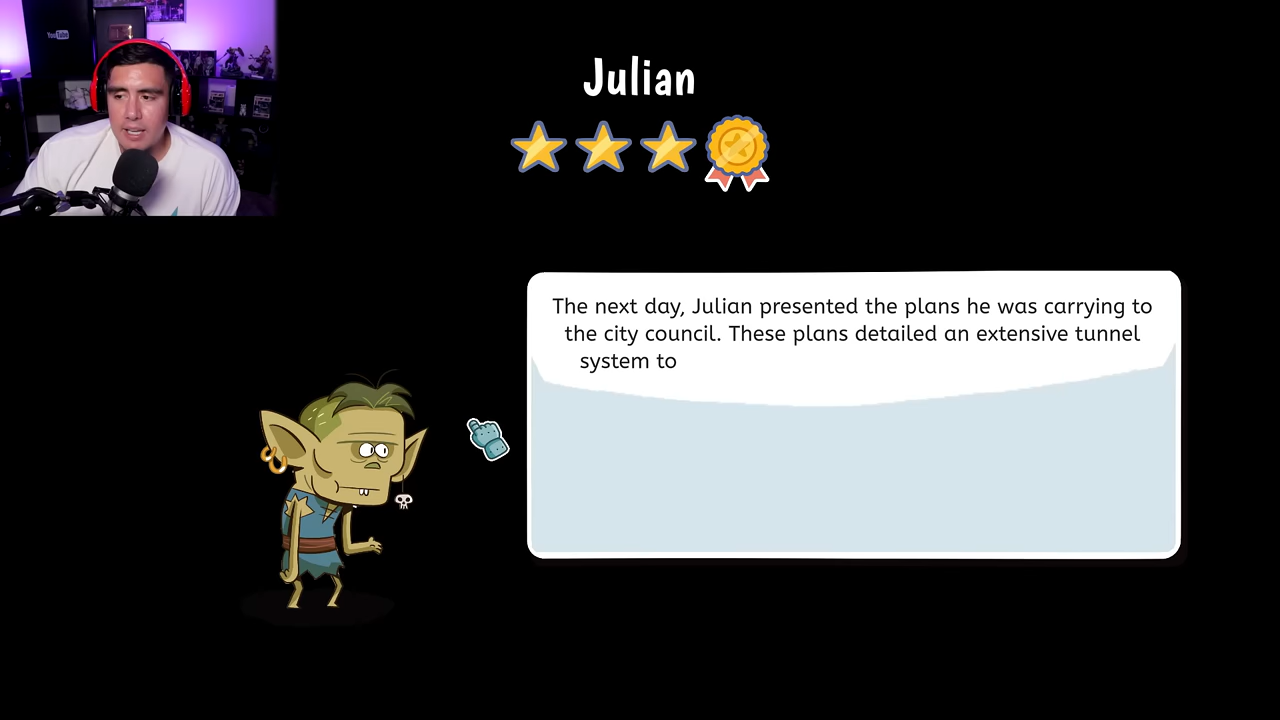 YouTube
Julian
The next day, Julian presented the plans he was carrying to
the city council. These plans detailed an extensive tunnel
system to